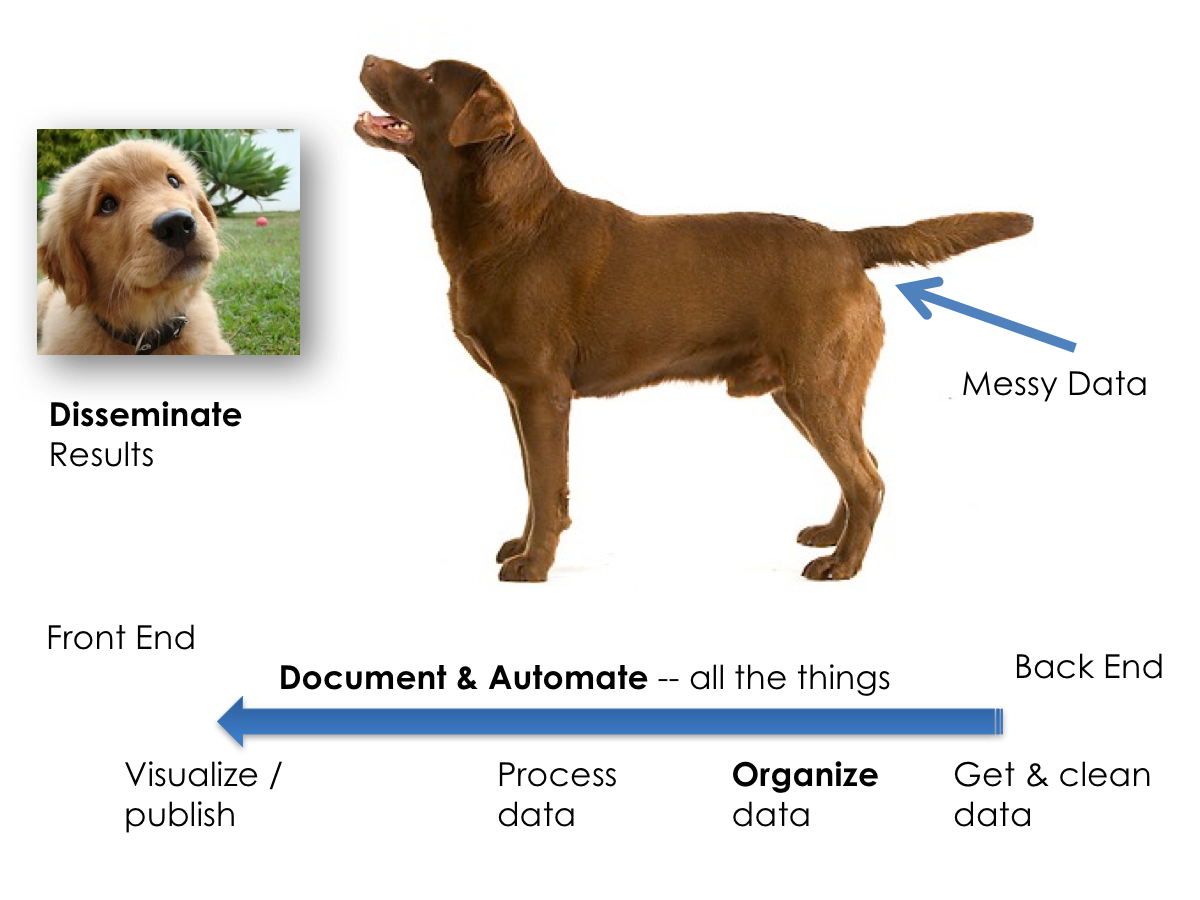 Messy Data
Disseminate
Results
Front End
Back End
Document & Automate -- all the things
Visualize /
publish
Process
data
Organize
data
Get & clean
data